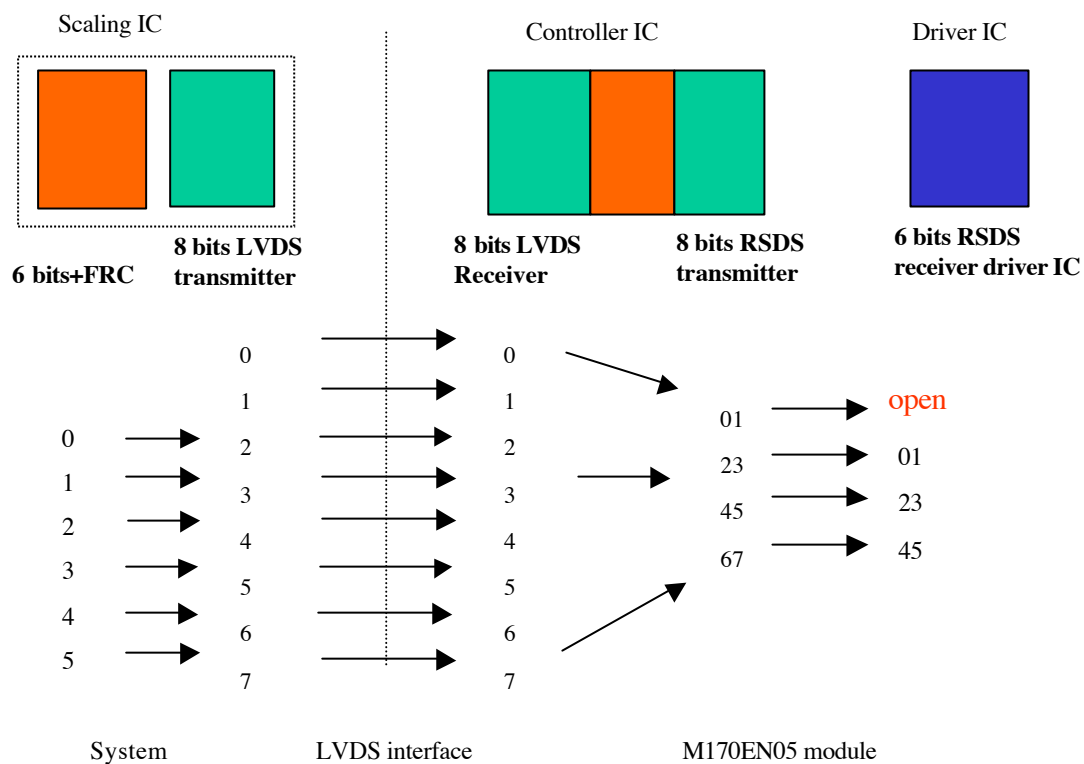 Scaling IC
Controller IC
Driver IC
6 bits+FRC
8 bits LVDS
transmitter
8 bits LVDS
Receiver
8 bits RSDS
transmitter
6 bits RSDS
receiver driver IC
0
1
2
3
4
5
0
1
2
3
4
5
6
7
0
1
2
3
4
5
6
7
01
23
45
67
open
01
23
45
System
LVDS interface
M170EN05 module